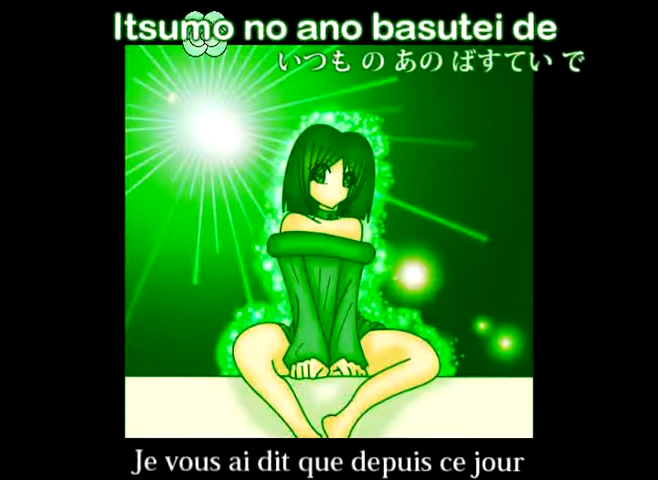 Itsumo no ano basutei de
いつも の あの ばすてい で
Je vous ai dit que depuis ce jour